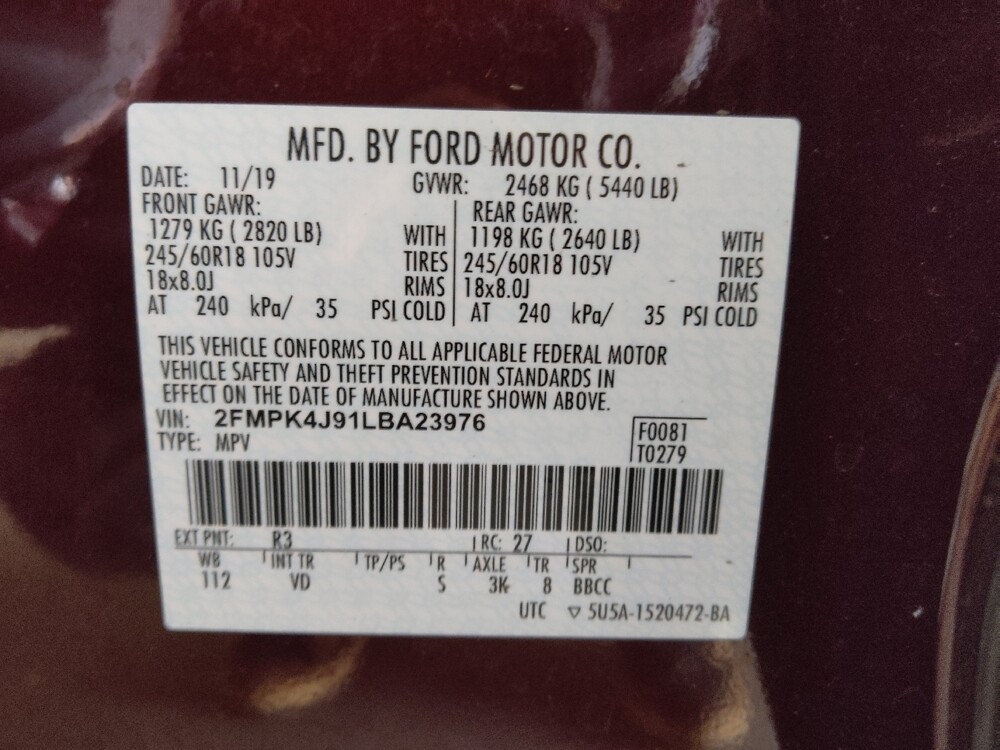 MFD. BY FORD MOTOR CO.
DATE: 11/19 GVWR: 2468 KG ( 5440 LB)
FRONT GAWR: REAR GAWR:
1279 KG ( 2820 LB) WITH 1198 KG ( 2640 LB) WITH
245/60R18 105V TIRES 245/60R18 105V TIRES
18x8.0J RIMS 18x8.0J RIMS
AT 240 kPa/ 35 PSI COLD AT 240 kPa/ 35 PSI COLD
THIS VEHICLE CONFORMS TO ALL APPLICABLE FEDERAL MOTOR
VEHICLE SAFETY AND THEFT PREVENTION STANDARDS IN
EFFECT ON THE DATE OF MANUFACTURE SHOWN ABOVE.
VIN: 2FMPK4J91LBA23976
TYPE: MPV
F0081
T0279
EXT PNT: R3 RC: 27 DSO:
WB INT TR TP/PS R AXLE TR SPR
112 VD S 3K 8 BBCC
UTC ▽ 5U5A-1520472-BA